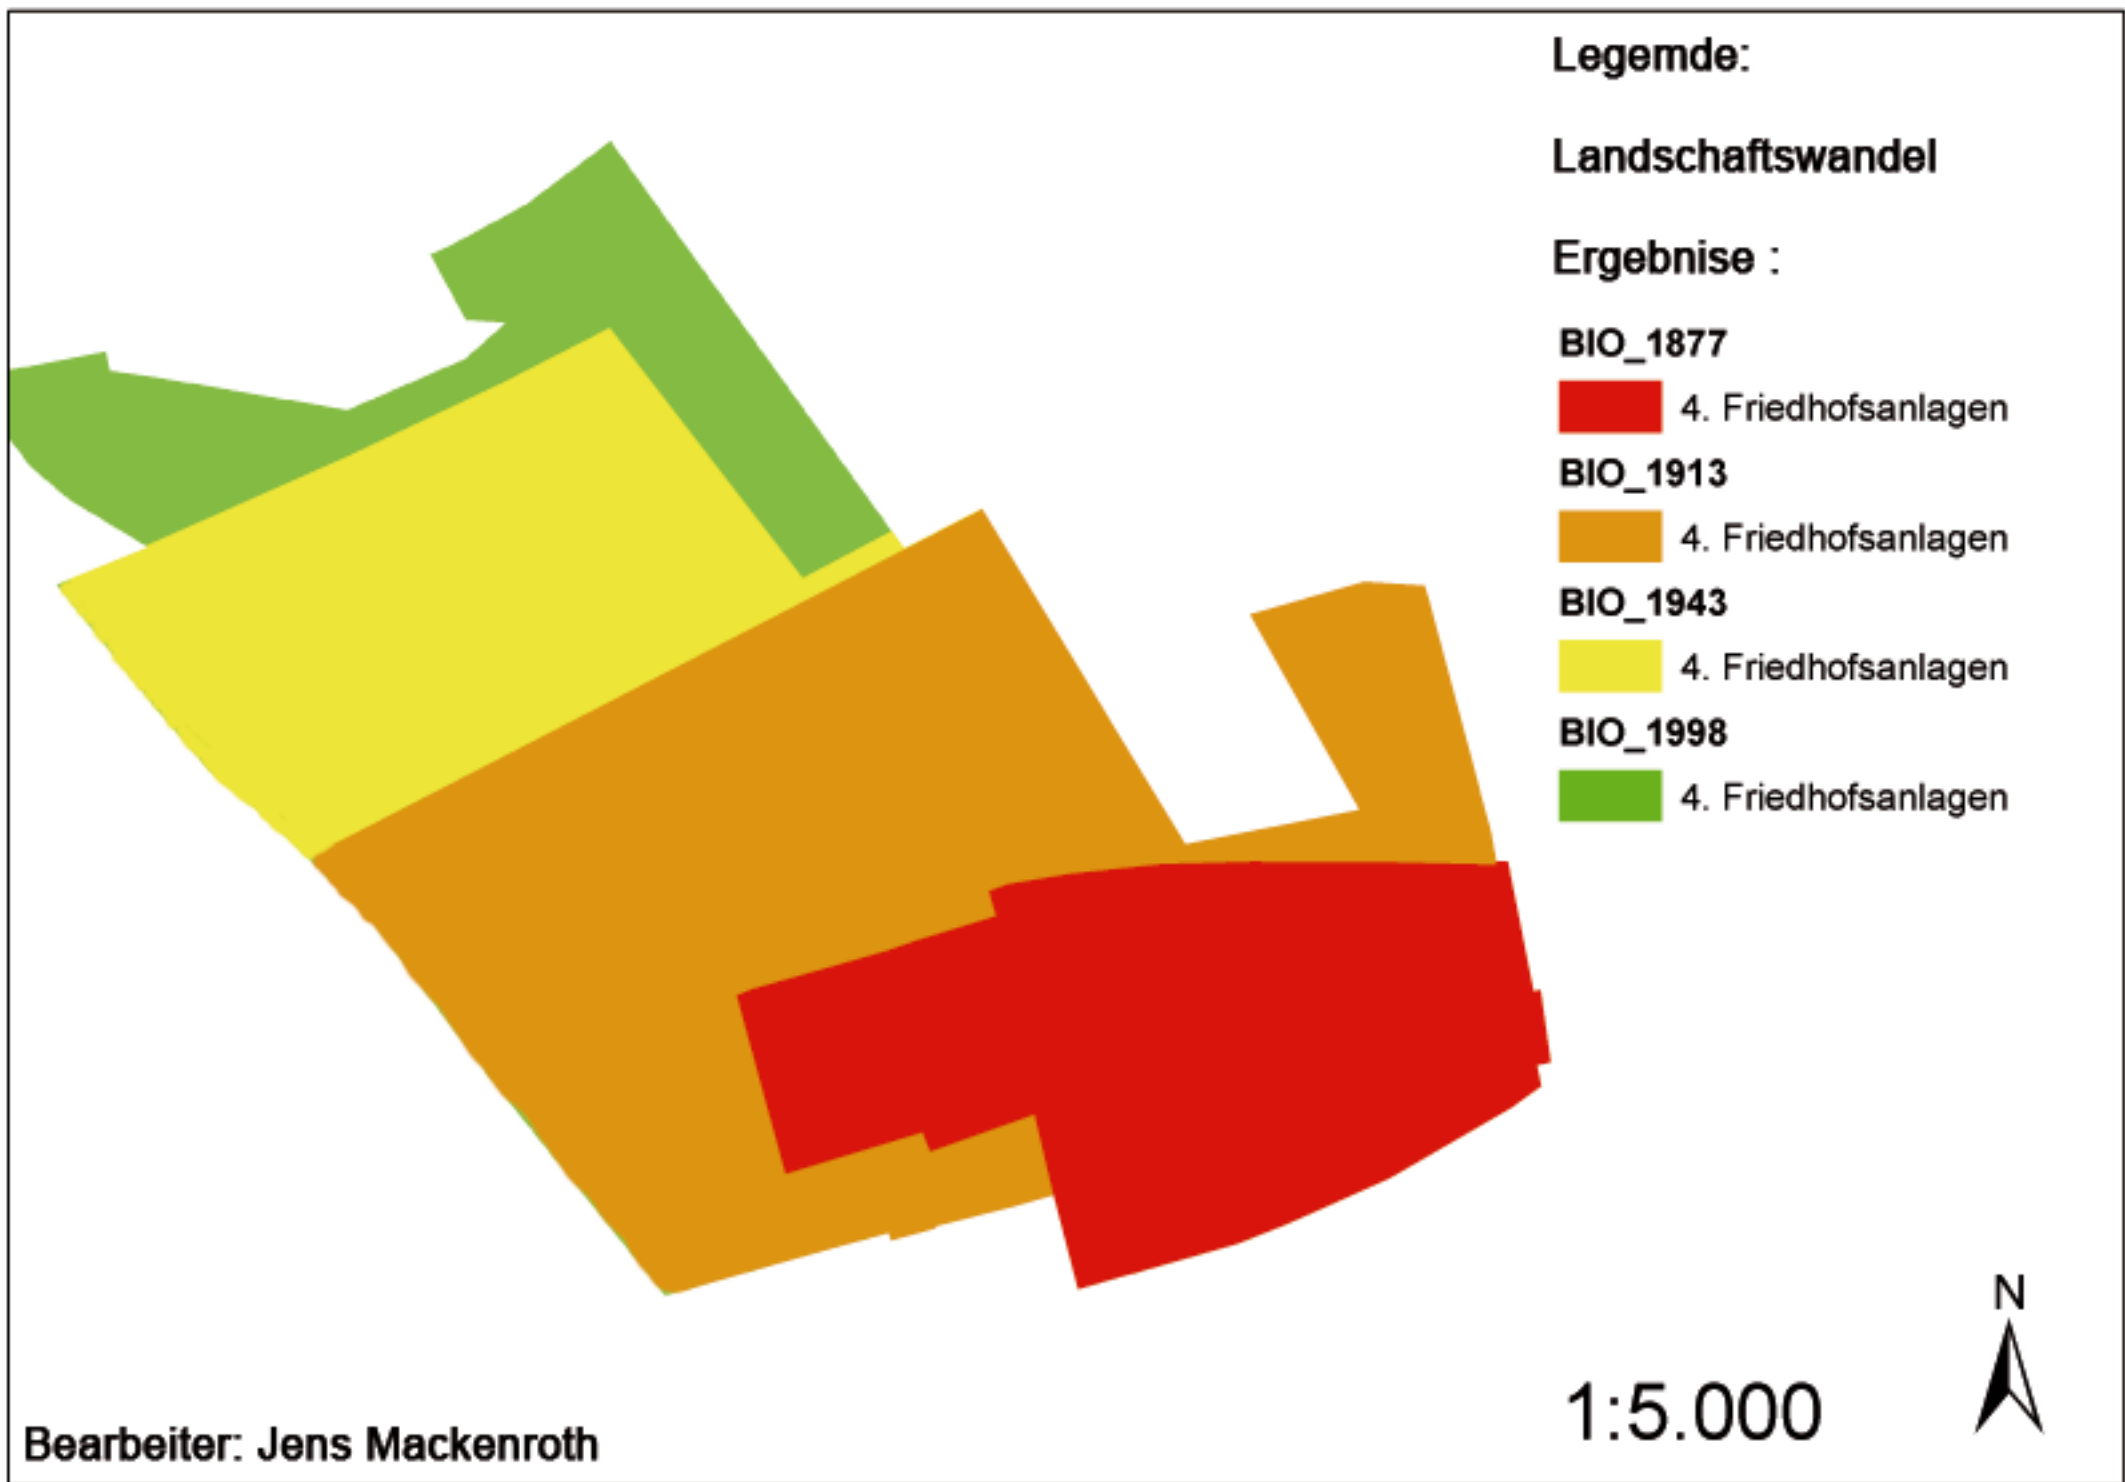 Legemde:
Landschaftswandel
Ergebnise :
BIO_1877
4. Friedhofsanlagen
BIO_1913
4. Friedhofsanlagen
BIO_1943
4. Friedhofsanlagen
BIO_1998
4. Friedhofsanlagen
N
1:5.000
Bearbeiter: Jens Mackenroth